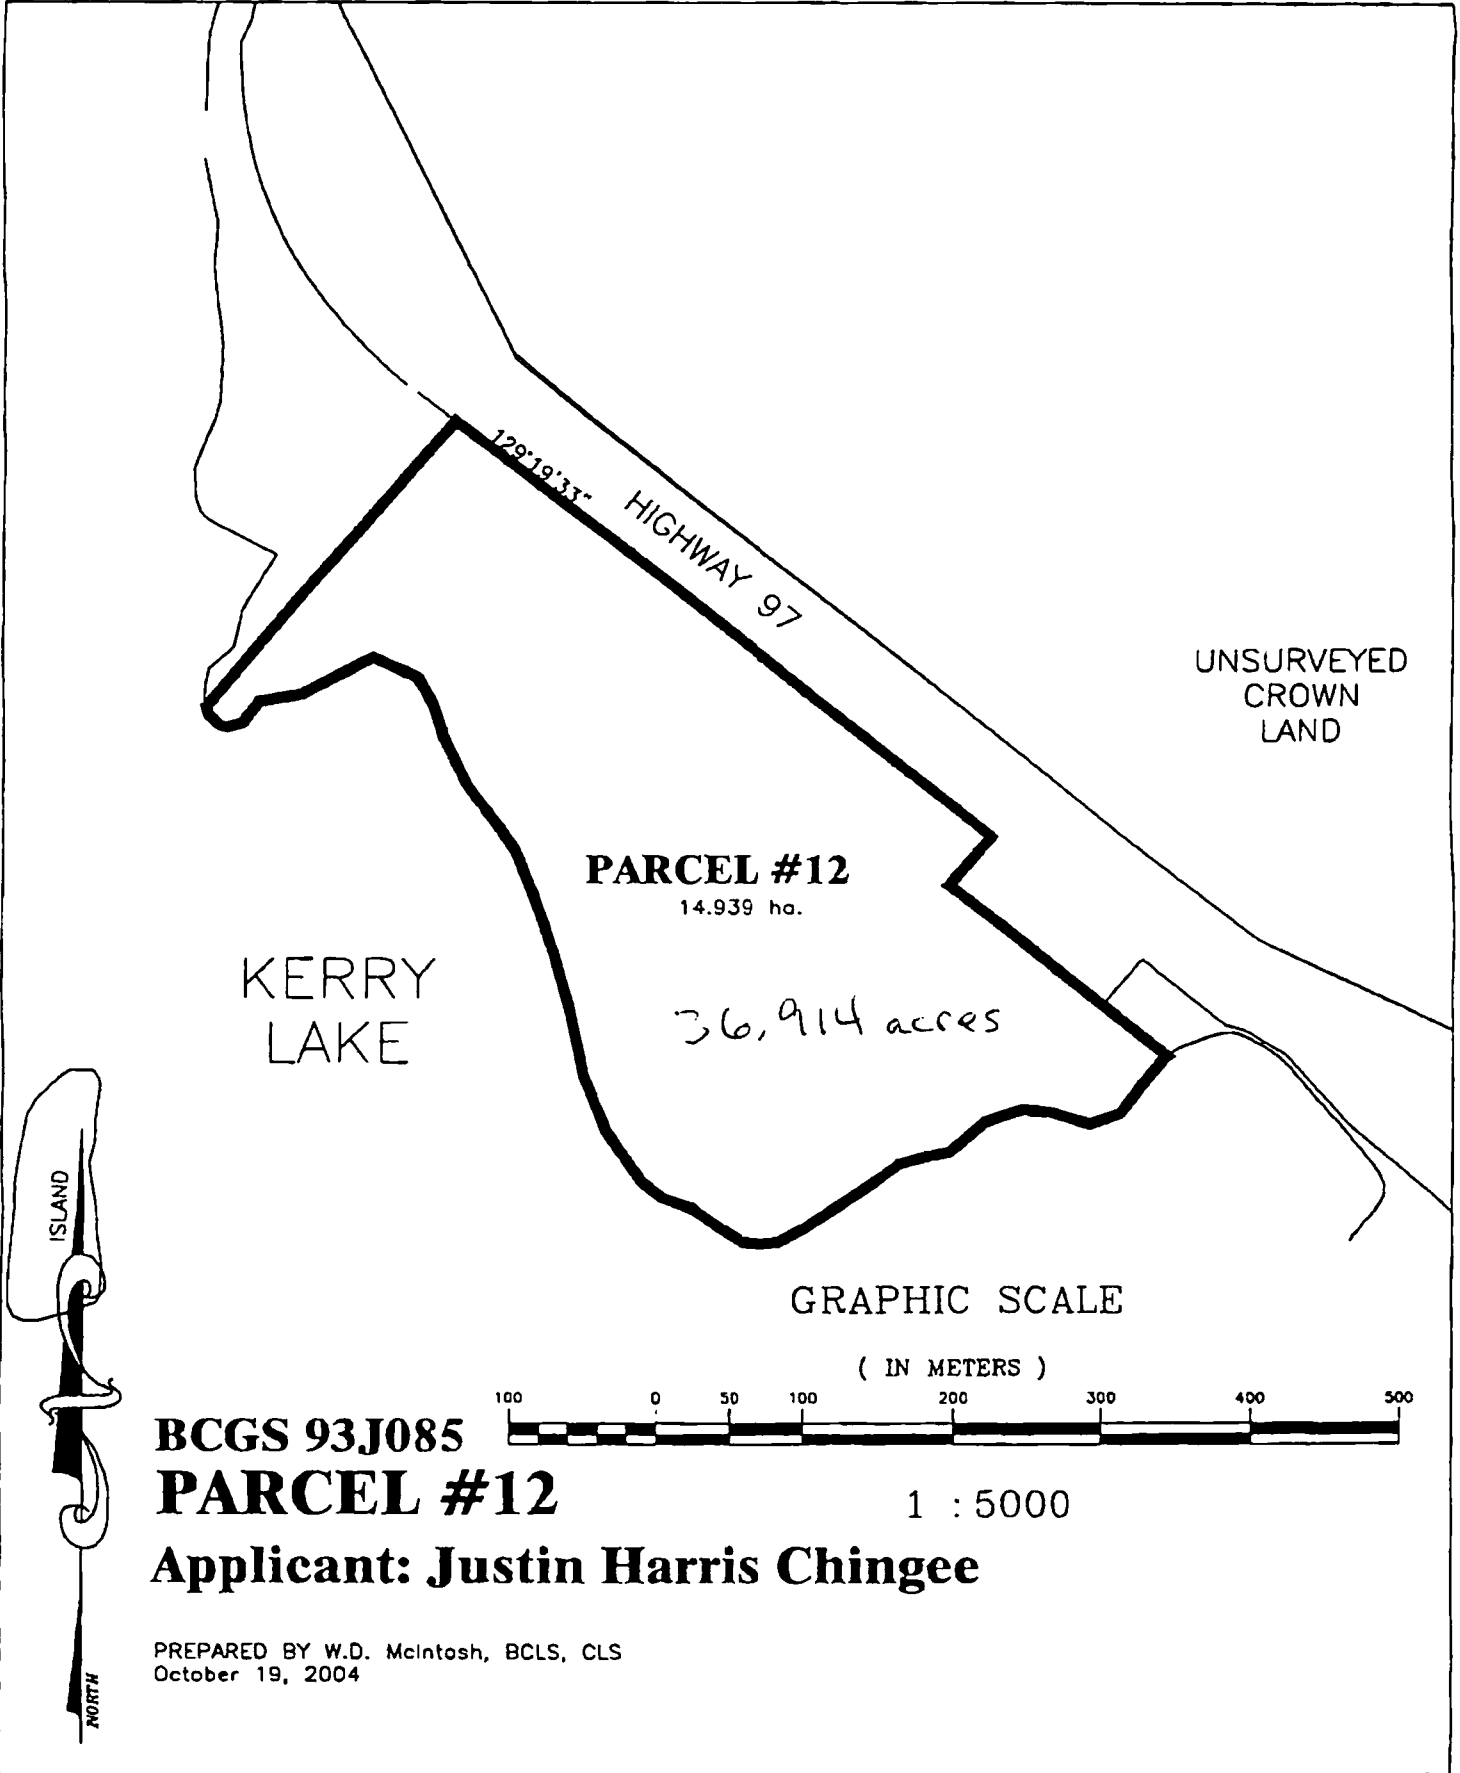 129°19'33"
HIGHWAY 97
UNSURVEYED
CROWN
LAND
PARCEL #12
14.939 ha.
36,914 acres
KERRY
LAKE
ISLAND
GRAPHIC SCALE
( IN METERS )
100 0 50 100 200 300 400 500
BCGS 93J085
PARCEL #12
1 : 5000
Applicant: Justin Harris Chingee
PREPARED BY W.D. McIntosh, BCLS, CLS
October 19, 2004
NORTH